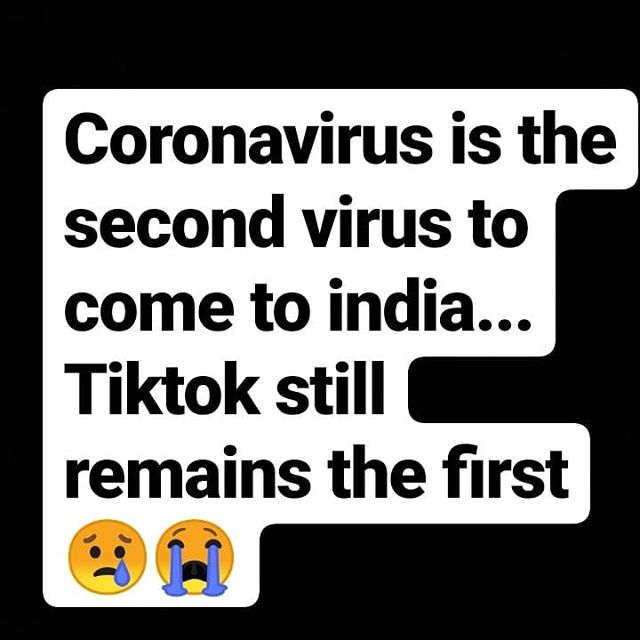 Coronavirus is the
second virus to
come to india...
Tiktok still
remains the first
😢😭